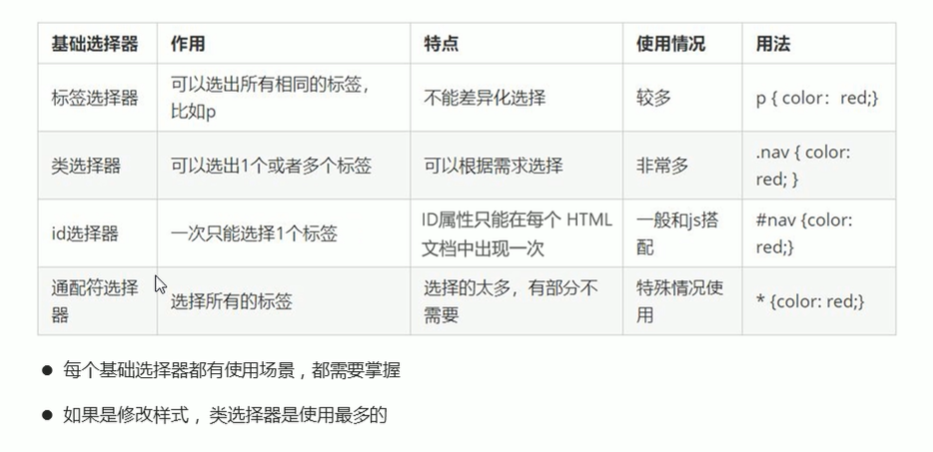 基础选择器 作用 特点 使用情况 用法
标签选择器 可以选出所有相同的标签，比如p 不能差异化选择 较多 p { color：red;}
类选择器 可以选出1个或者多个标签 可以根据需求选择 非常多 .nav { color: red; }
id选择器 一次只能选择1个标签 ID属性只能在每个 HTML 文档中出现一次 一般和js搭配 #nav {color: red;}
通配符选择器 选择所有的标签 选择的太多，有部分不需要 特殊情况使用 * {color: red;}
● 每个基础选择器都有使用场景，都需要掌握
● 如果是修改样式，类选择器是使用最多的